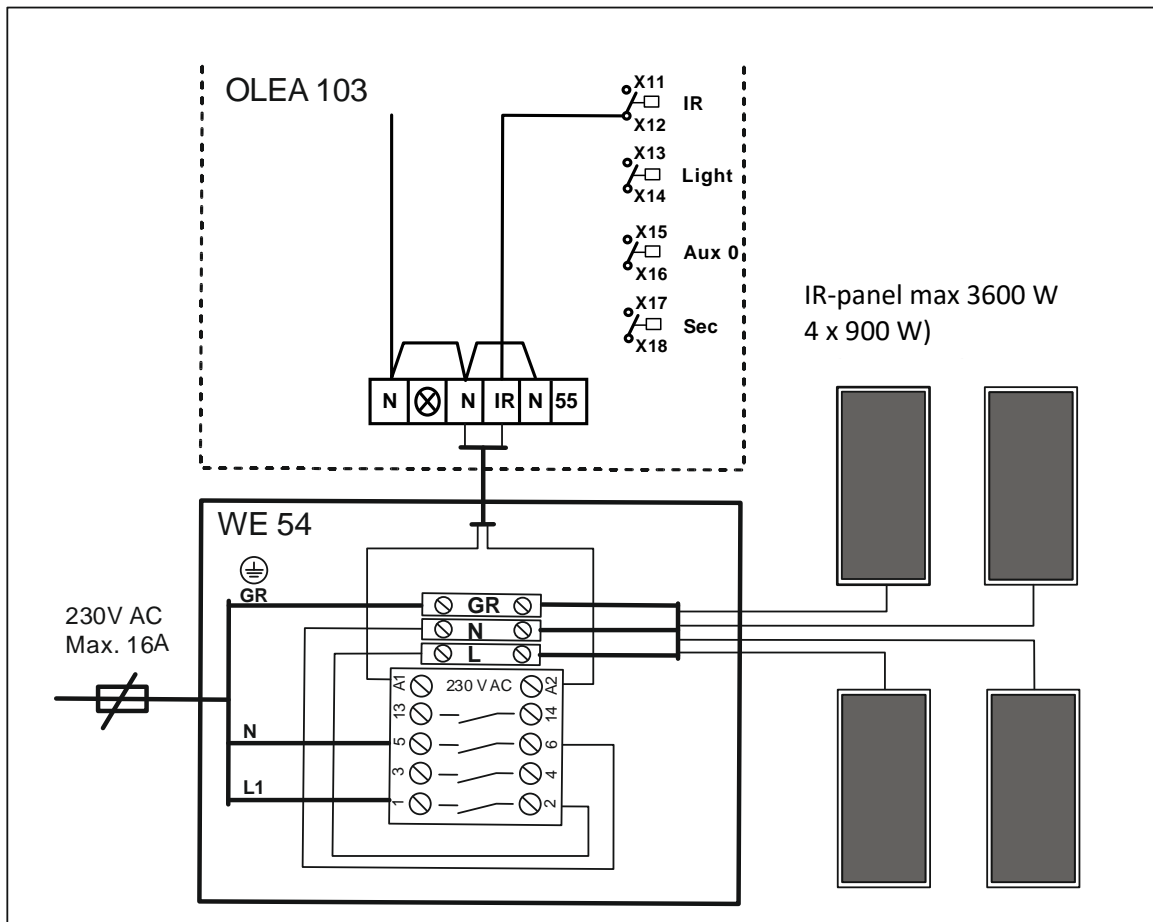 OLEA 103
X11
IR
X12
X13
Light
X14
X15
Aux 0
X16
X17
Sec
X18
IR-panel max 3600 W
4 x 900 W)
N N IR N 55
WE 54
GR
230V AC
Max. 16A
GR
N
L
A1 230 V AC A2
13 14
N
5 6
3 4
L1
1 2